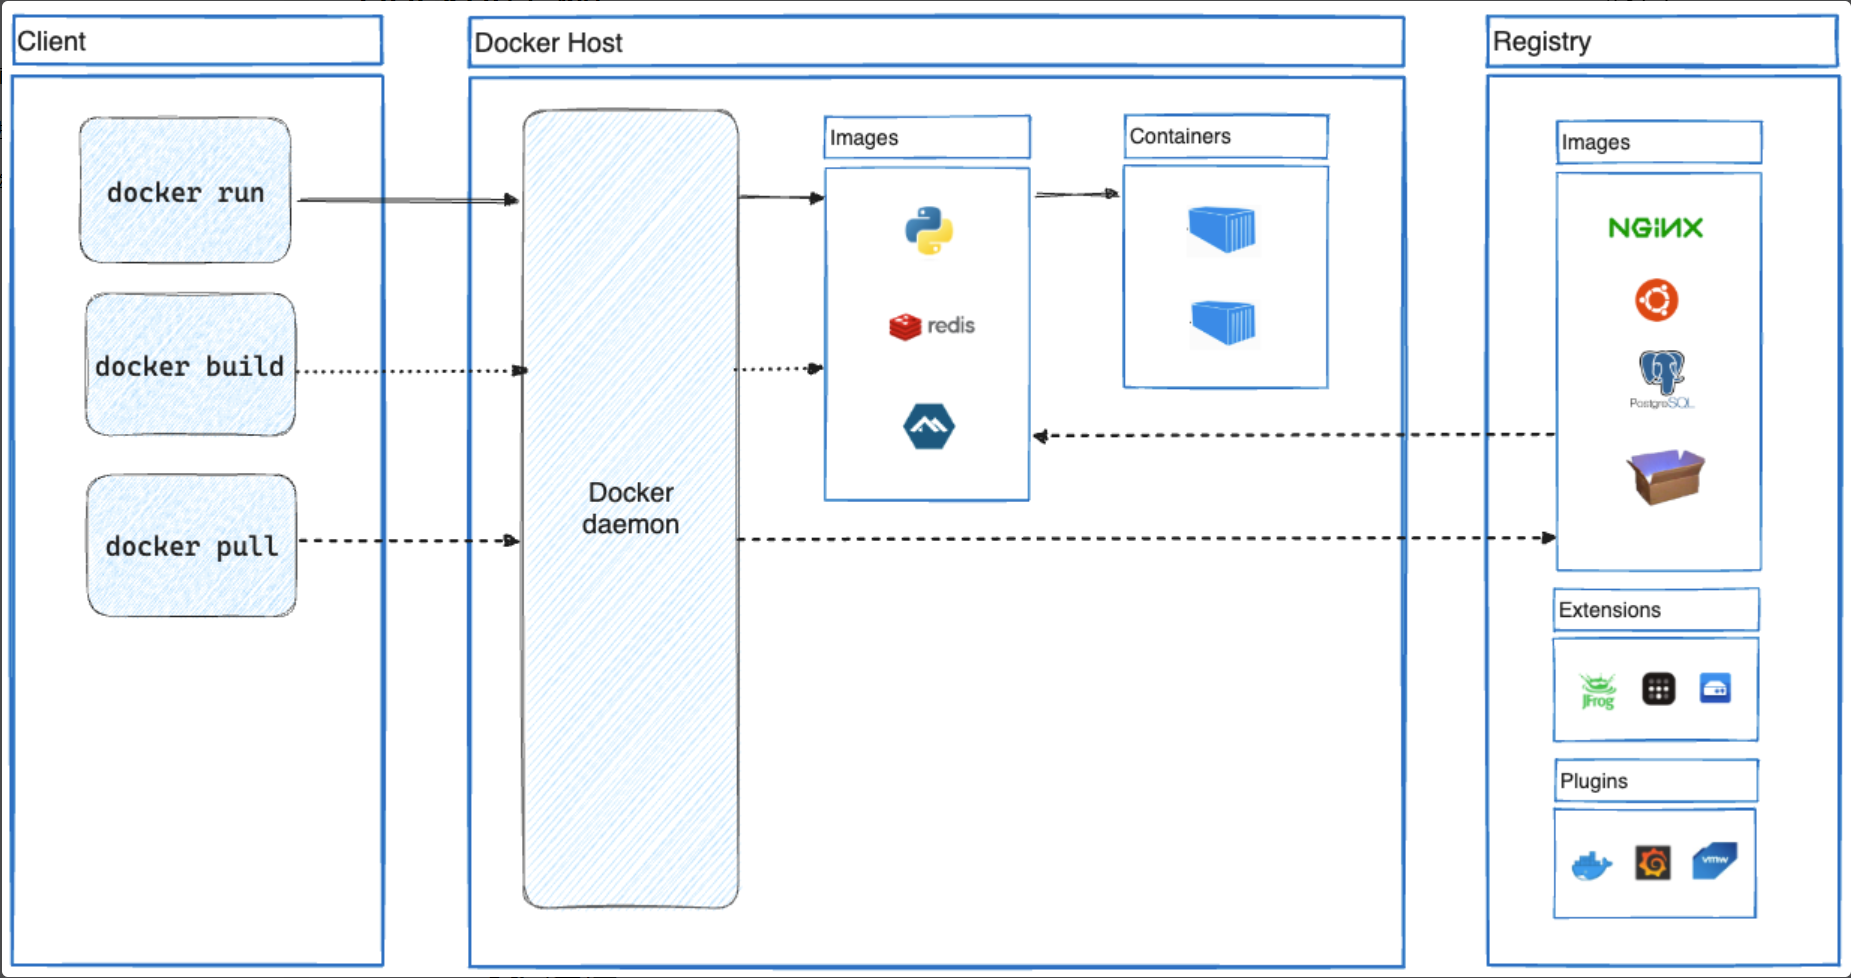 Client
docker run
docker build
docker pull
Docker Host
Docker
daemon
Images
redis
Containers
Registry
Images
NGiNX
PostgreSQL
Extensions
JFrog
Plugins
vmw